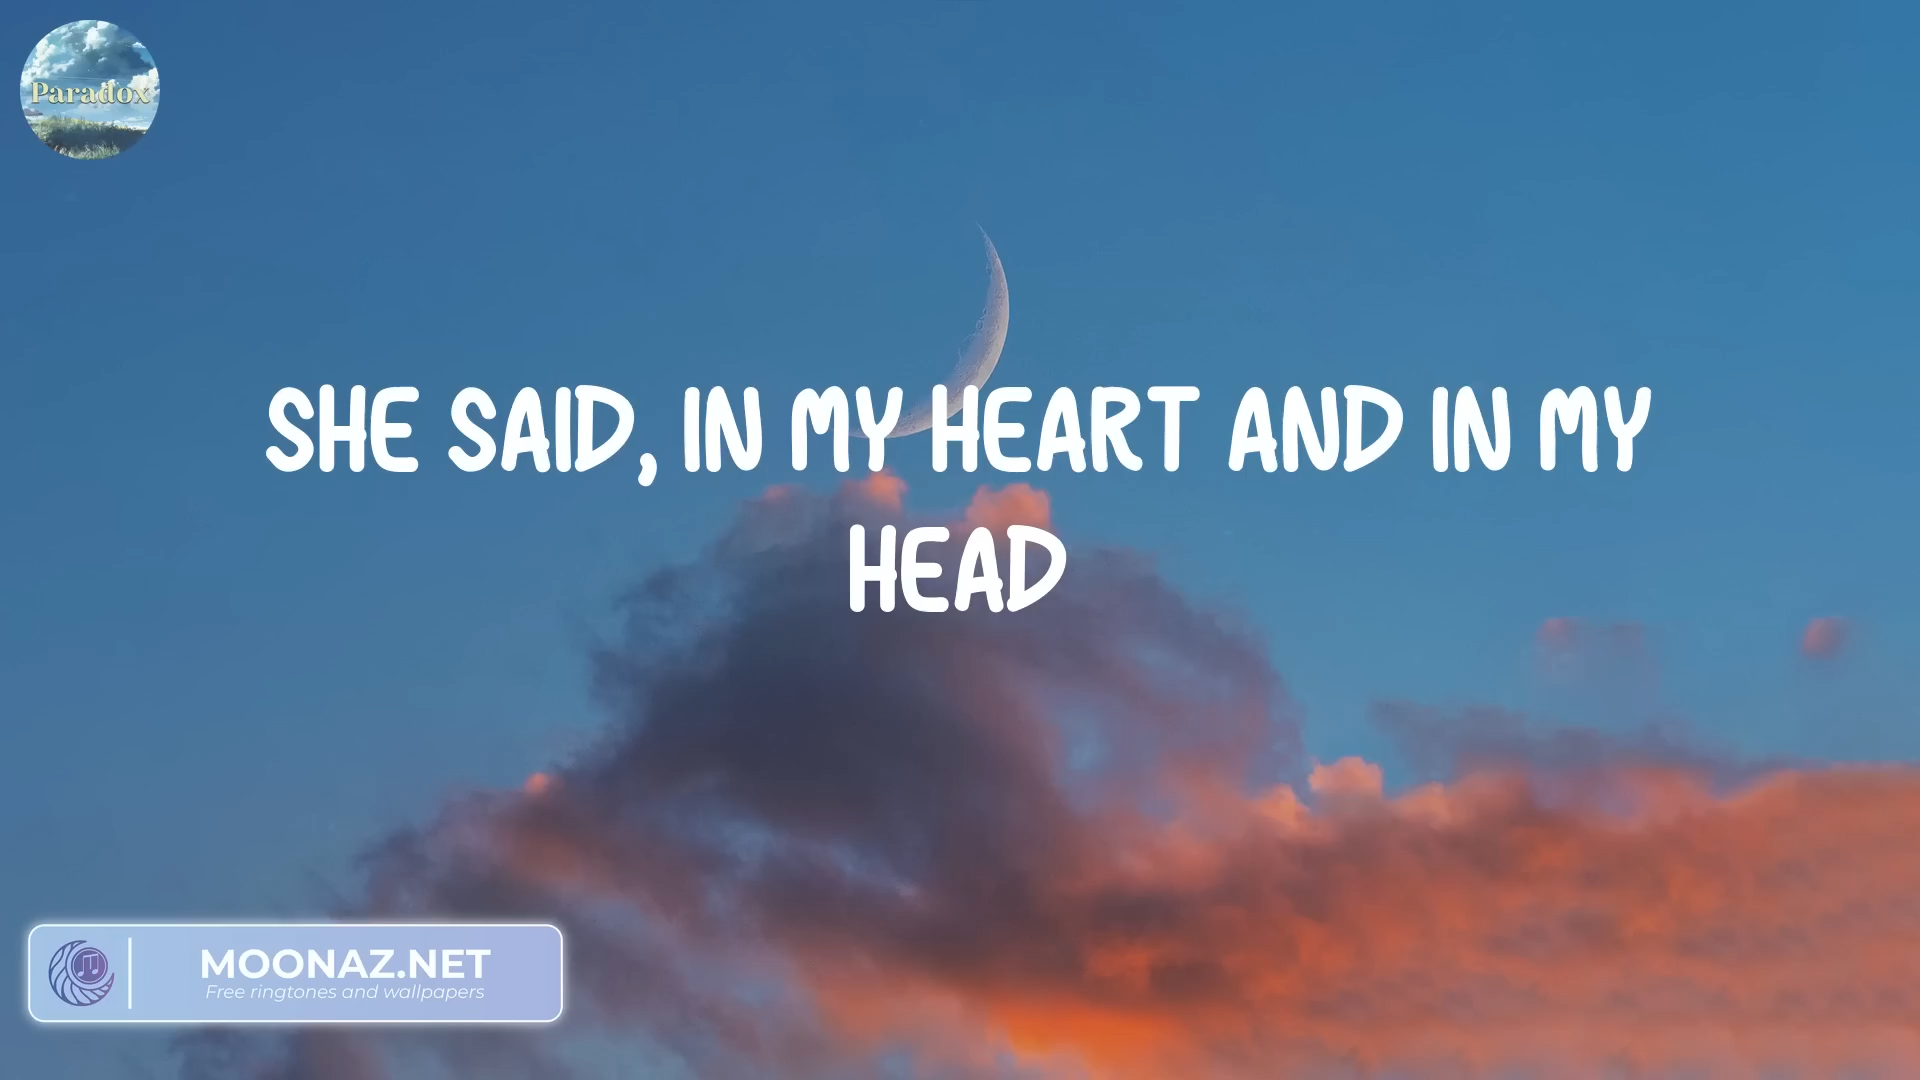 Paradox
SHE SAID, IN MY HEART AND IN MY
HEAD
MOONAZ.NET
Free ringtones and wallpapers